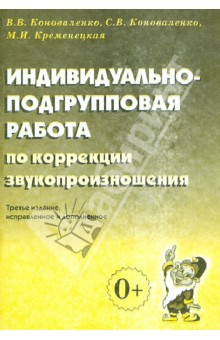 В.В. Коноваленко, С.В. Коноваленко,
М.И. Кременецкая
ИНДИВИДУАЛЬНО-
ПОДГРУППОВАЯ
РАБОТА
ПО КОРРЕКЦИИ
ЗВУКОПРОИЗНОШЕНИЯ
Третье издание,
исправленное и дополненное
0+